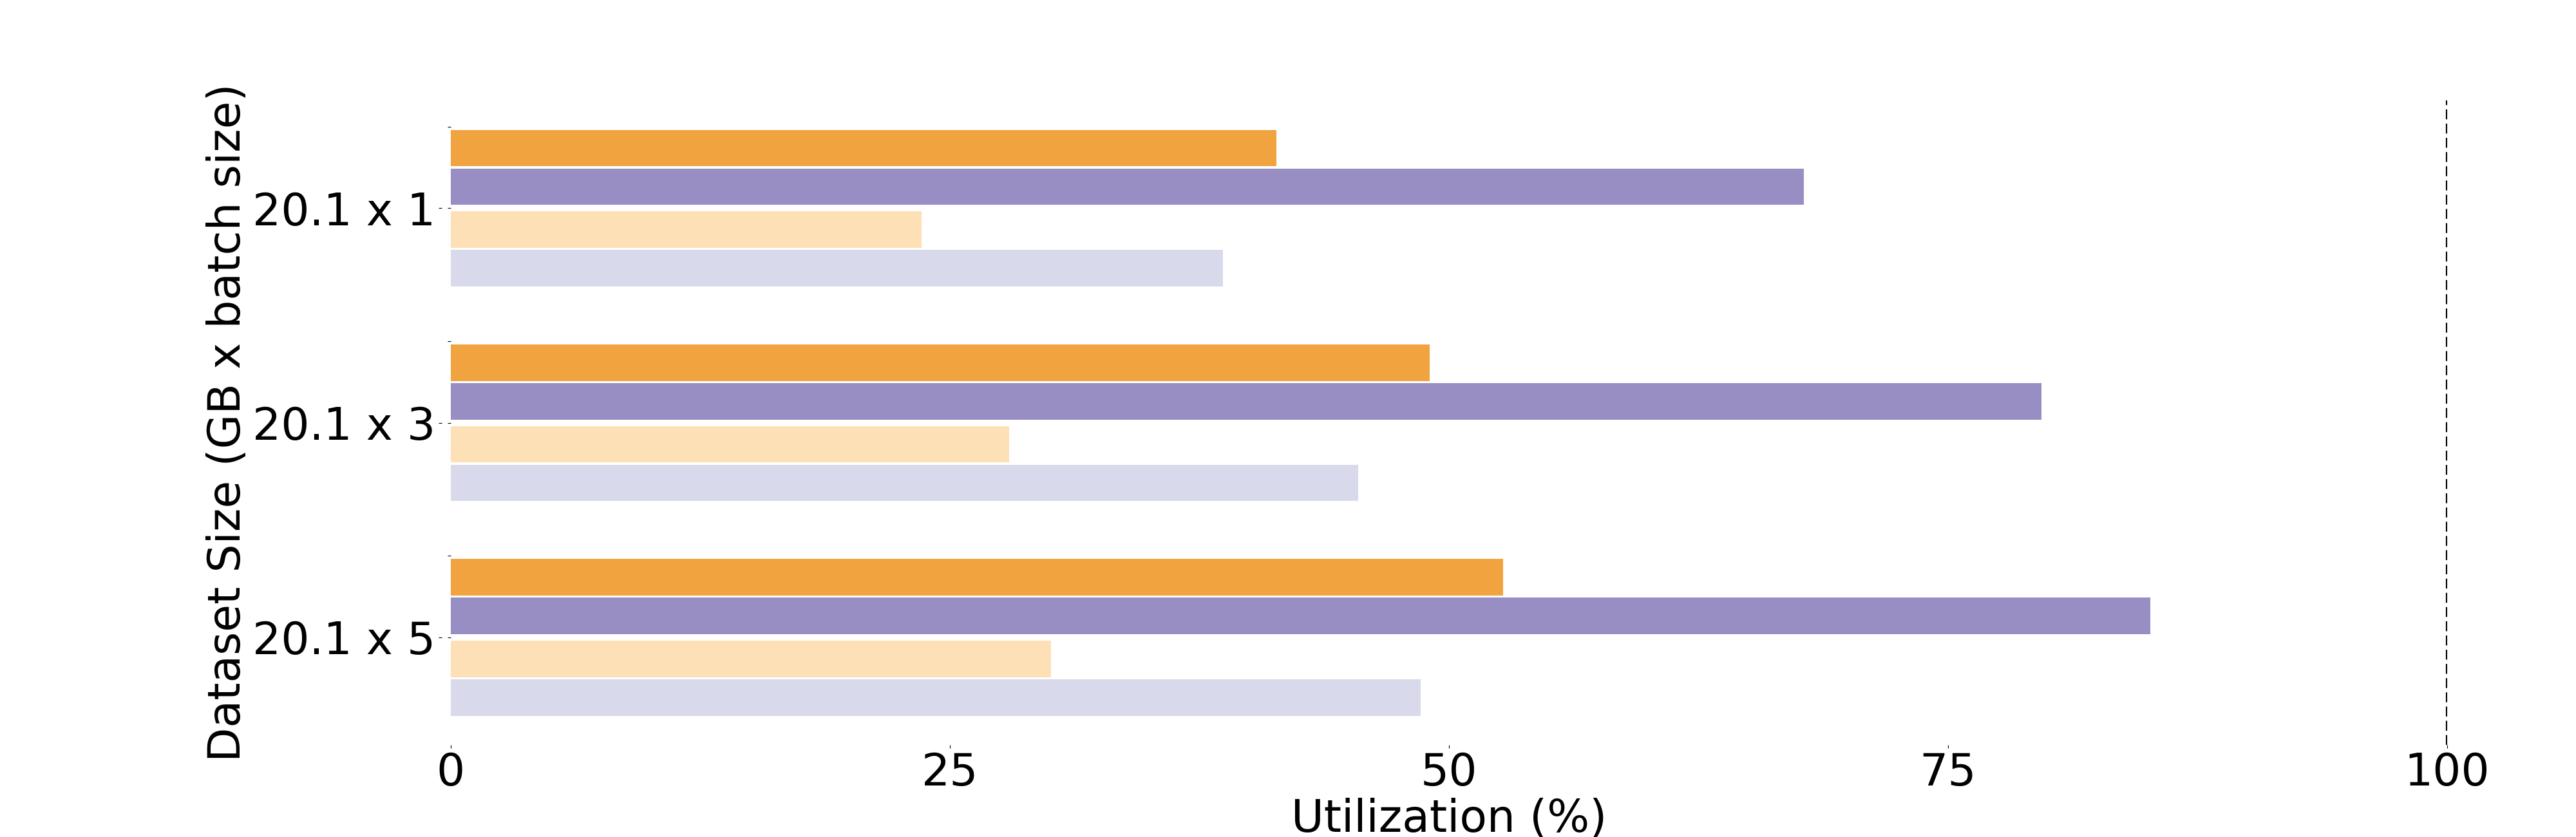 Dataset Size (GB x batch size)
20.1 x 1
20.1 x 3
20.1 x 5
0 25 50 75 100
Utilization (%)